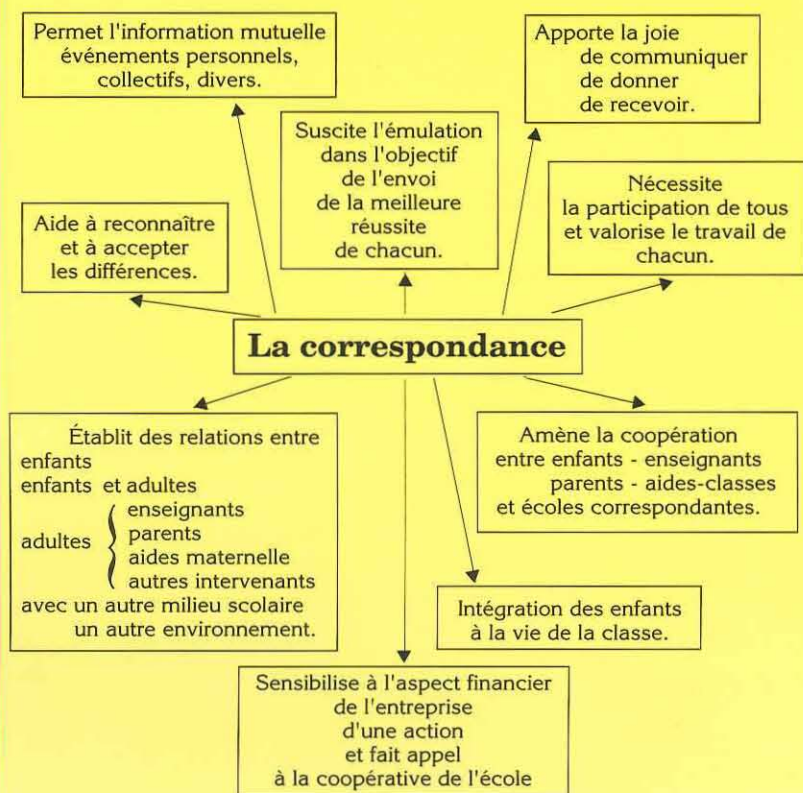 Permet l'information mutuelle
événements personnels,
collectifs, divers.
Apporte la joie
de communiquer
de donner
de recevoir.
Suscite l'émulation
dans l'objectif
de l'envoi
de la meilleure
réussite
de chacun.
Aide à reconnaître
et à accepter
les différences.
Nécessite
la participation de tous
et valorise le travail de
chacun.
La correspondance
Établit des relations entre
enfants
enfants et adultes
adultes { enseignants
parents
aides maternelle
autres intervenants
avec un autre milieu scolaire
un autre environnement.
Amène la coopération
entre enfants - enseignants
parents - aides-classes
et écoles correspondantes.
Intégration des enfants
à la vie de la classe.
Sensibilise à l'aspect financier
de l'entreprise
d'une action
et fait appel
à la coopérative de l'école